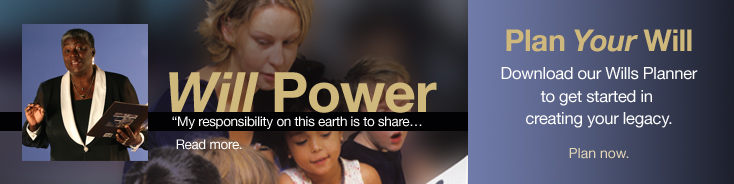 Will Power
“My responsibility on this earth is to share…
Read more.
Plan Your Will
Download our Wills Planner
to get started in
creating your legacy.
Plan now.